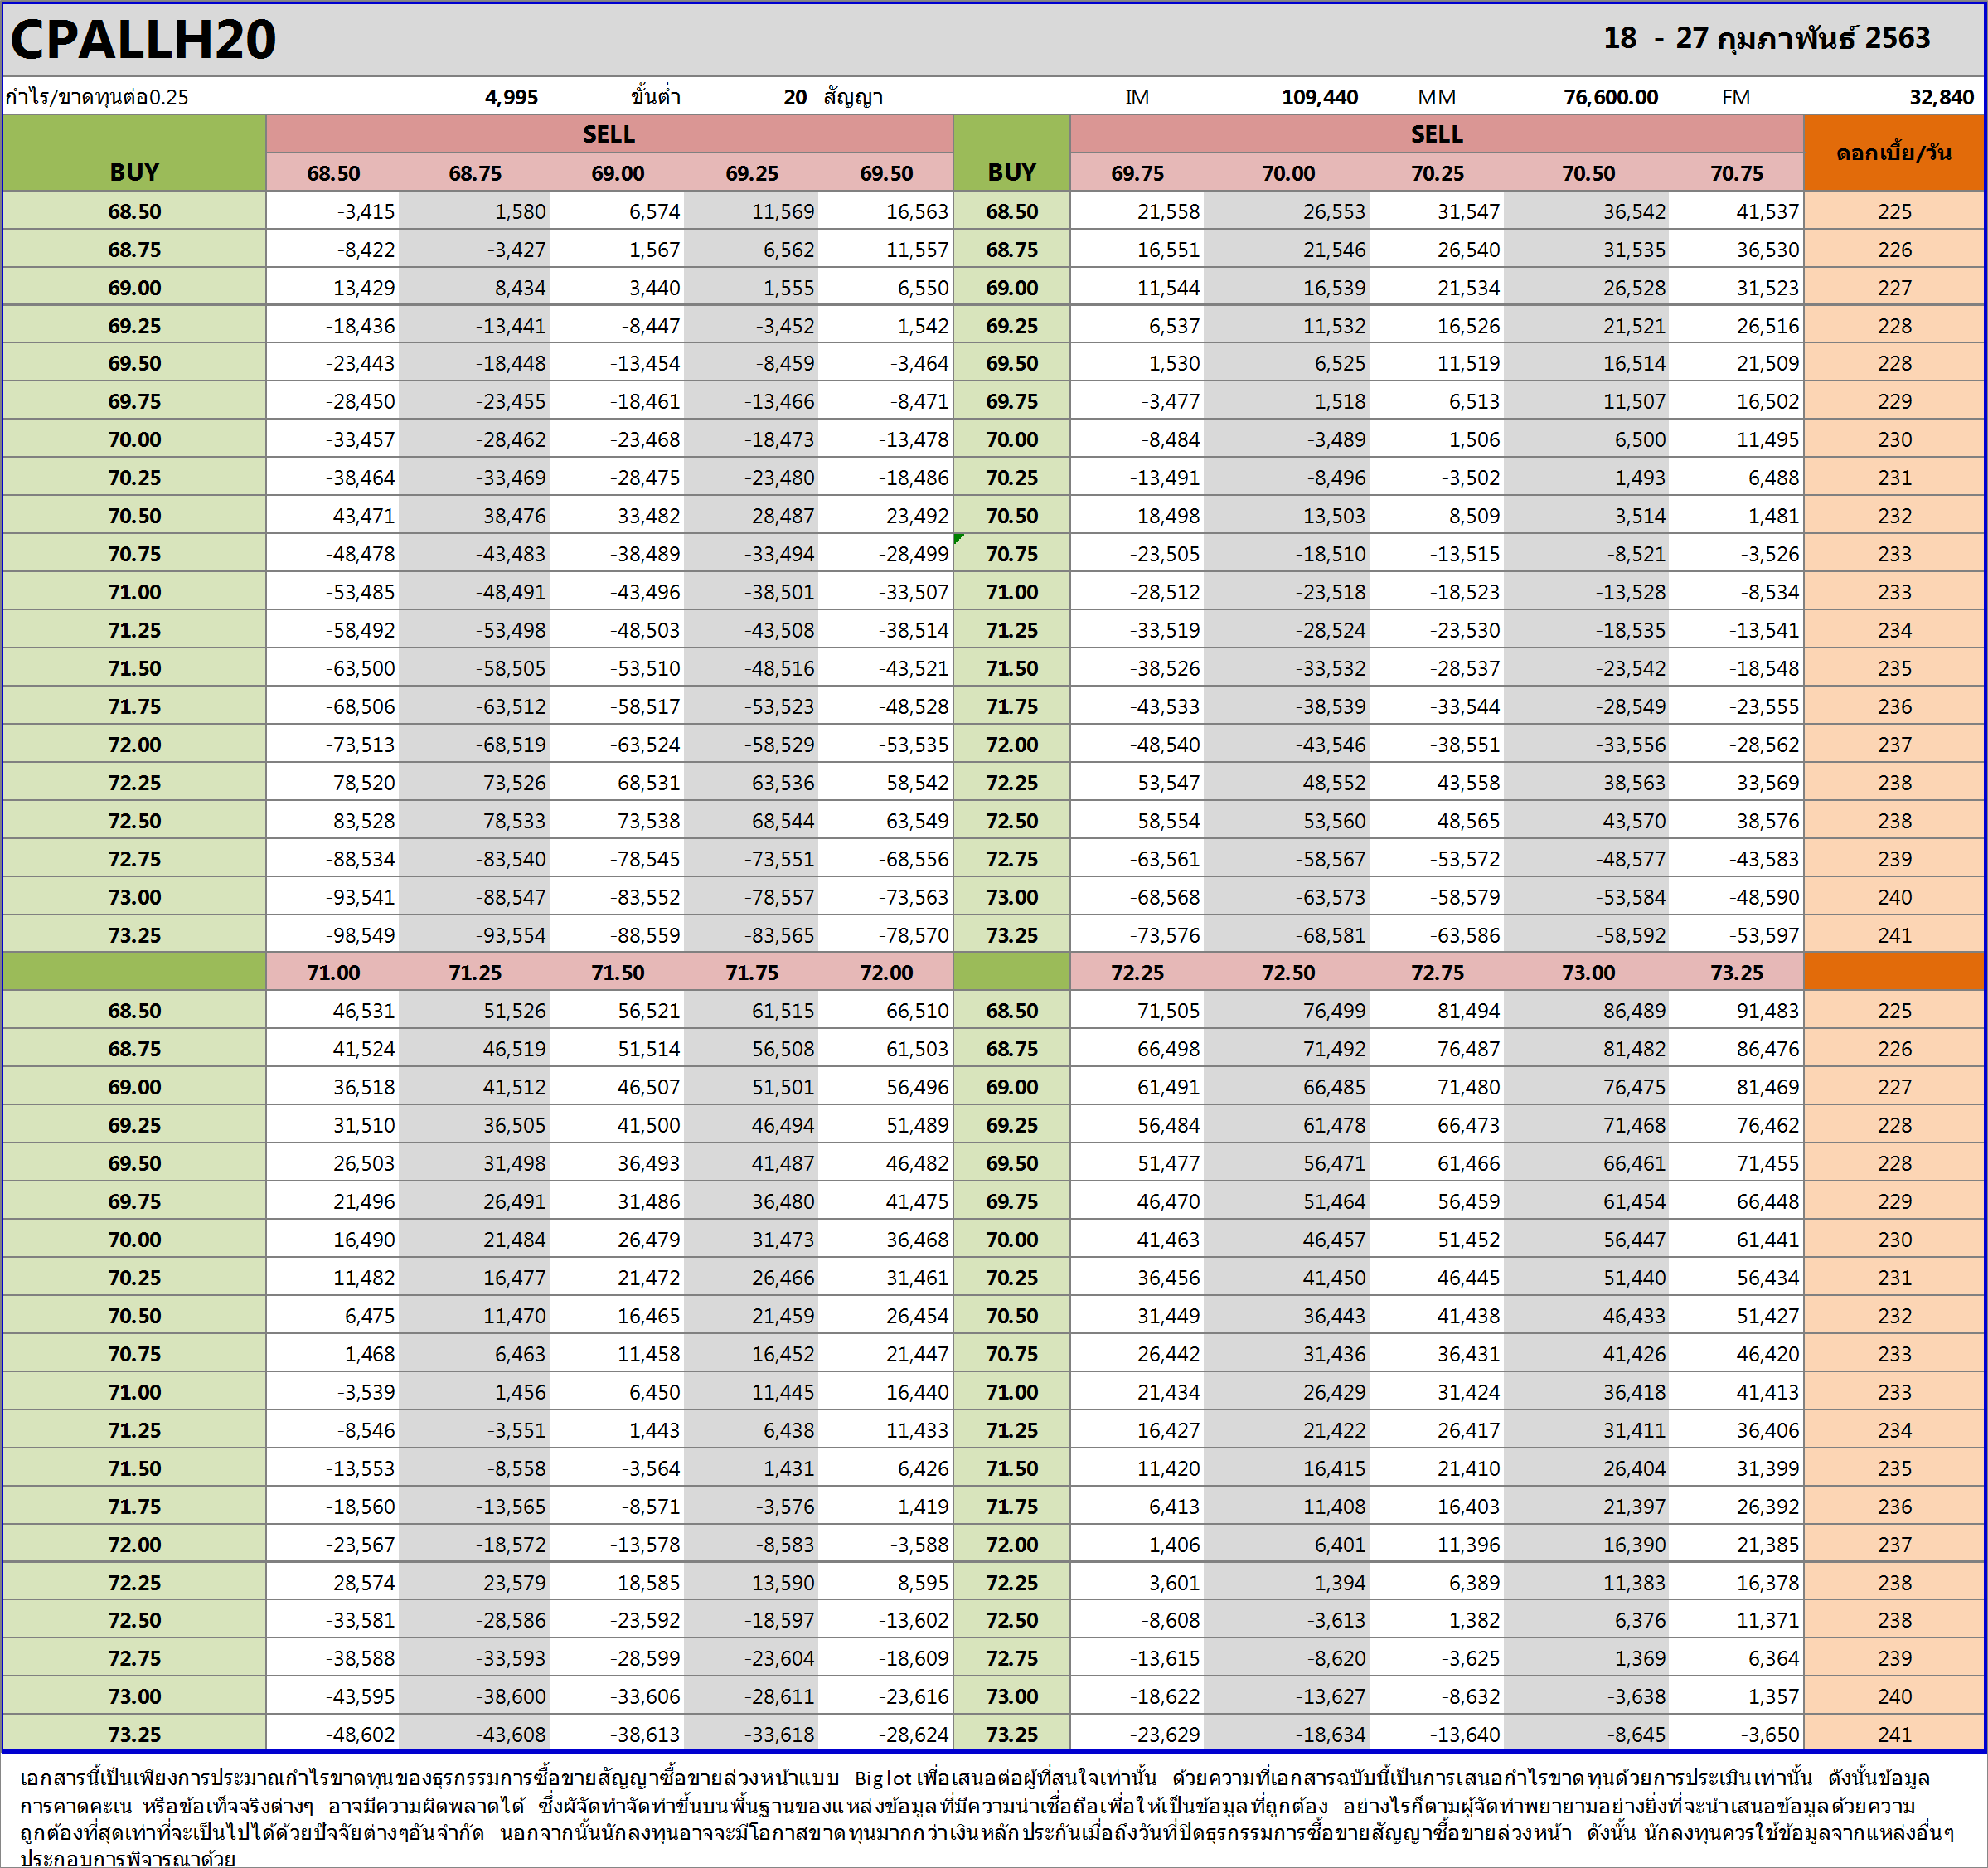 CPALLH20 18 - 27 กุมภาพันธ์ 2563
กำไร/ขาดทุนต่อ0.25 4,995 ขั้นต่ำ 20 สัญญา IM 109,440 MM 76,600.00 FM 32,840
SELL SELL
BUY 68.50 68.75 69.00 69.25 69.50 BUY 69.75 70.00 70.25 70.50 70.75 ดอกเบี้ย/วัน
68.50 -3,415 1,580 6,574 11,569 16,563 68.50 21,558 26,553 31,547 36,542 41,537 225
68.75 -8,422 -3,427 1,567 6,562 11,557 68.75 16,551 21,546 26,540 31,535 36,530 226
69.00 -13,429 -8,434 -3,440 1,555 6,550 69.00 11,544 16,539 21,534 26,528 31,523 227
69.25 -18,436 -13,441 -8,447 -3,452 1,542 69.25 6,537 11,532 16,526 21,521 26,516 228
69.50 -23,443 -18,448 -13,454 -8,459 -3,464 69.50 1,530 6,525 11,519 16,514 21,509 228
69.75 -28,450 -23,455 -18,461 -13,466 -8,471 69.75 -3,477 1,518 6,513 11,507 16,502 229
70.00 -33,457 -28,462 -23,468 -18,473 -13,478 70.00 -8,484 -3,489 1,506 6,500 11,495 230
70.25 -38,464 -33,469 -28,475 -23,480 -18,486 70.25 -13,491 -8,496 -3,502 1,493 6,488 231
70.50 -43,471 -38,476 -33,482 -28,487 -23,492 70.50 -18,498 -13,503 -8,509 -3,514 1,481 232
70.75 -48,478 -43,483 -38,489 -33,494 -28,499 70.75 -23,505 -18,510 -13,515 -8,521 -3,526 233
71.00 -53,485 -48,491 -43,496 -38,501 -33,507 71.00 -28,512 -23,518 -18,523 -13,528 -8,534 233
71.25 -58,492 -53,498 -48,503 -43,508 -38,514 71.25 -33,519 -28,524 -23,530 -18,535 -13,541 234
71.50 -63,500 -58,505 -53,510 -48,516 -43,521 71.50 -38,526 -33,532 -28,537 -23,542 -18,548 235
71.75 -68,506 -63,512 -58,517 -53,523 -48,528 71.75 -43,533 -38,539 -33,544 -28,549 -23,555 236
72.00 -73,513 -68,519 -63,524 -58,529 -53,535 72.00 -48,540 -43,546 -38,551 -33,556 -28,562 237
72.25 -78,520 -73,526 -68,531 -63,536 -58,542 72.25 -53,547 -48,552 -43,558 -38,563 -33,569 238
72.50 -83,528 -78,533 -73,538 -68,544 -63,549 72.50 -58,554 -53,560 -48,565 -43,570 -38,576 238
72.75 -88,534 -83,540 -78,545 -73,551 -68,556 72.75 -63,561 -58,567 -53,572 -48,577 -43,583 239
73.00 -93,541 -88,547 -83,552 -78,557 -73,563 73.00 -68,568 -63,573 -58,579 -53,584 -48,590 240
73.25 -98,549 -93,554 -88,559 -83,565 -78,570 73.25 -73,576 -68,581 -63,586 -58,592 -53,597 241
71.00 71.25 71.50 71.75 72.00 72.25 72.50 72.75 73.00 73.25
68.50 46,531 51,526 56,521 61,515 66,510 68.50 71,505 76,499 81,494 86,489 91,483 225
68.75 41,524 46,519 51,514 56,508 61,503 68.75 66,498 71,492 76,487 81,482 86,476 226
69.00 36,518 41,512 46,507 51,501 56,496 69.00 61,491 66,485 71,480 76,475 81,469 227
69.25 31,510 36,505 41,500 46,494 51,489 69.25 56,484 61,478 66,473 71,468 76,462 228
69.50 26,503 31,498 36,493 41,487 46,482 69.50 51,477 56,471 61,466 66,461 71,455 228
69.75 21,496 26,491 31,486 36,480 41,475 69.75 46,470 51,464 56,459 61,454 66,448 229
70.00 16,490 21,484 26,479 31,473 36,468 70.00 41,463 46,457 51,452 56,447 61,441 230
70.25 11,482 16,477 21,472 26,466 31,461 70.25 36,456 41,450 46,445 51,440 56,434 231
70.50 6,475 11,470 16,465 21,459 26,454 70.50 31,449 36,443 41,438 46,433 51,427 232
70.75 1,468 6,463 11,458 16,452 21,447 70.75 26,442 31,436 36,431 41,426 46,420 233
71.00 -3,539 1,456 6,450 11,445 16,440 71.00 21,434 26,429 31,424 36,418 41,413 233
71.25 -8,546 -3,551 1,443 6,438 11,433 71.25 16,427 21,422 26,417 31,411 36,406 234
71.50 -13,553 -8,558 -3,564 1,431 6,426 71.50 11,420 16,415 21,410 26,404 31,399 235
71.75 -18,560 -13,565 -8,571 -3,576 1,419 71.75 6,413 11,408 16,403 21,397 26,392 236
72.00 -23,567 -18,572 -13,578 -8,583 -3,588 72.00 1,406 6,401 11,396 16,390 21,385 237
72.25 -28,574 -23,579 -18,585 -13,590 -8,595 72.25 -3,601 1,394 6,389 11,383 16,378 238
72.50 -33,581 -28,586 -23,592 -18,597 -13,602 72.50 -8,608 -3,613 1,382 6,376 11,371 238
72.75 -38,588 -33,593 -28,599 -23,604 -18,609 72.75 -13,615 -8,620 -3,625 1,369 6,364 239
73.00 -43,595 -38,600 -33,606 -28,611 -23,616 73.00 -18,622 -13,627 -8,632 -3,638 1,357 240
73.25 -48,602 -43,608 -38,613 -33,618 -28,624 73.25 -23,629 -18,634 -13,640 -8,645 -3,650 241
เอกสารนี้เป็นเพียงการประมาณกำไรขาดทุนของธุรกรรมการซื้อขายสัญญาซื้อขายล่วงหน้าแบบ Big lot เพื่อเสนอต่อผู้ที่สนใจเท่านั้น ด้วยความที่เอกสารฉบับนี้เป็นการเสนอกำไรขาดทุนด้วยการประเมินเท่านั้น ดังนั้นข้อมูล
การคาดคะเน หรือข้อเท็จจริงต่างๆ อาจมีความผิดพลาดได้ ซึ่งผัจัดทำจัดทำขึ้นบนพื้นฐานของแหล่งข้อมูลที่มีความน่าเชื่อถือเพื่อให้เป็นข้อมูลที่ถูกต้อง อย่างไรก็ตามผู้จัดทำพยายามอย่างยิ่งที่จะนำเสนอข้อมูลด้วยความ
ถูกต้องที่สุดเท่าที่จะเป็นไปได้ด้วยปัจจัยต่างๆอันจำกัด นอกจากนั้นนักลงทุนอาจจะมีโอกาสขาดทุนมากกว่าเงินหลักประกันเมื่อถึงวันที่ปิดธุรกรรมการซื้อขายสัญญาซื้อขายล่วงหน้า ดังนั้น นักลงทุนควรใช้ข้อมูลจากแหล่งอื่นๆ
ประกอบการพิจารณาด้วย